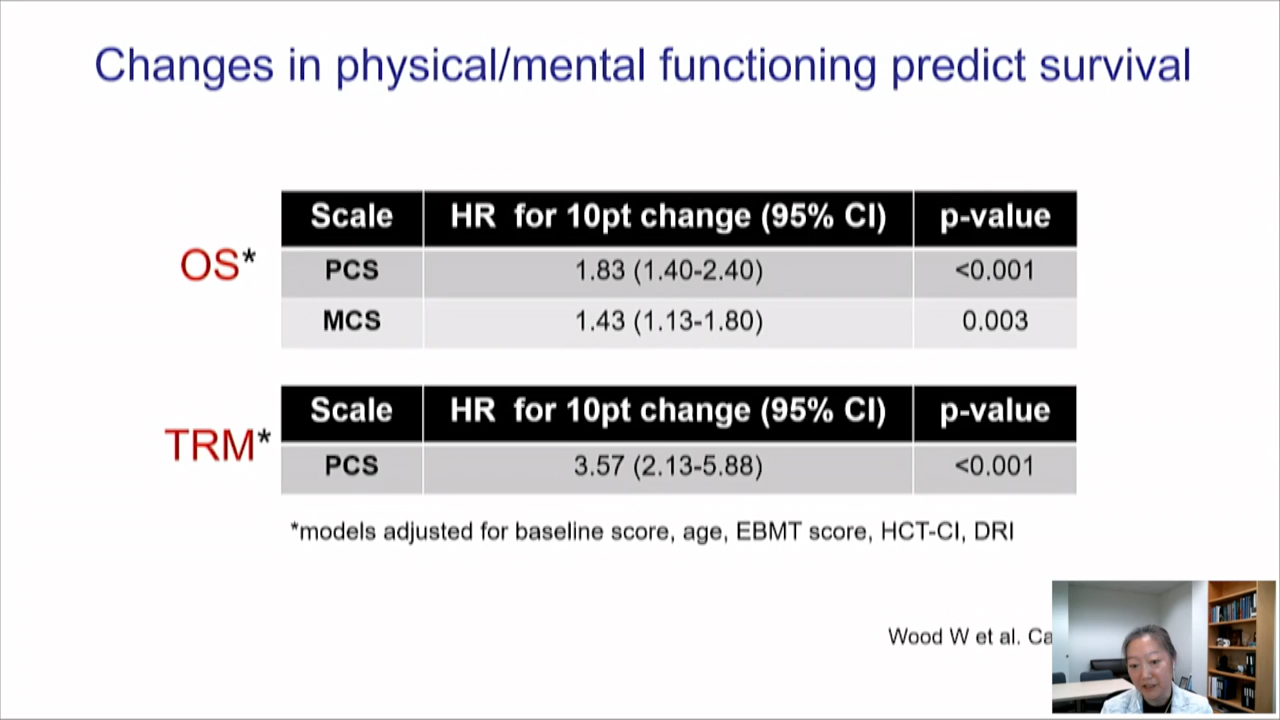 Changes in physical/mental functioning predict survival
Scale HR for 10pt change (95% CI) p-value
OS*
PCS 1.83 (1.40-2.40) <0.001
MCS 1.43 (1.13-1.80) 0.003
Scale HR for 10pt change (95% CI) p-value
TRM*
PCS 3.57 (2.13-5.88) <0.001
*models adjusted for baseline score, age, EBMT score, HCT-CI, DRI
Wood W et al. Ca